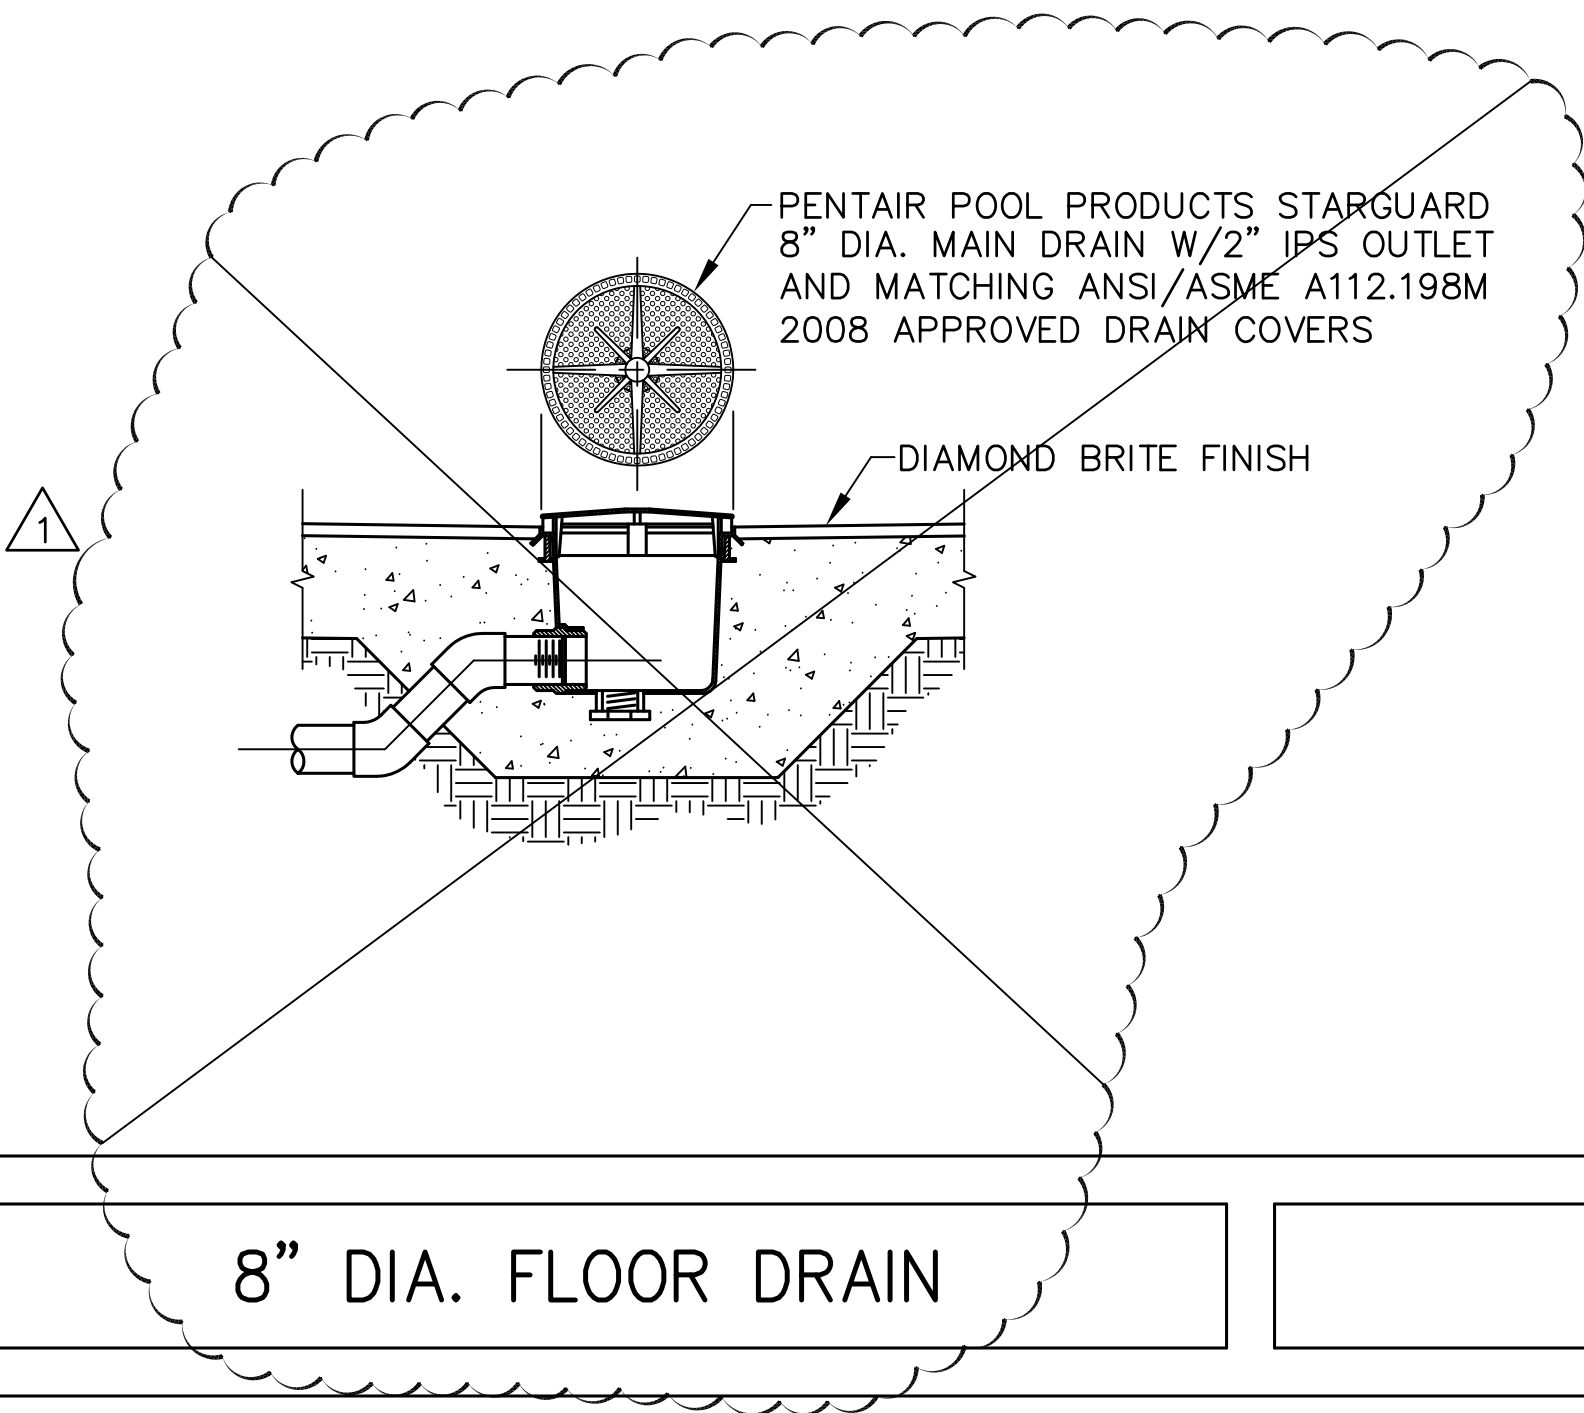 PENTAIR POOL PRODUCTS STARGUARD
8” DIA. MAIN DRAIN W/2” IPS OUTLET
AND MATCHING ANSI/ASME A112.198M
2008 APPROVED DRAIN COVERS
DIAMOND BRITE FINISH
1
8” DIA. FLOOR DRAIN